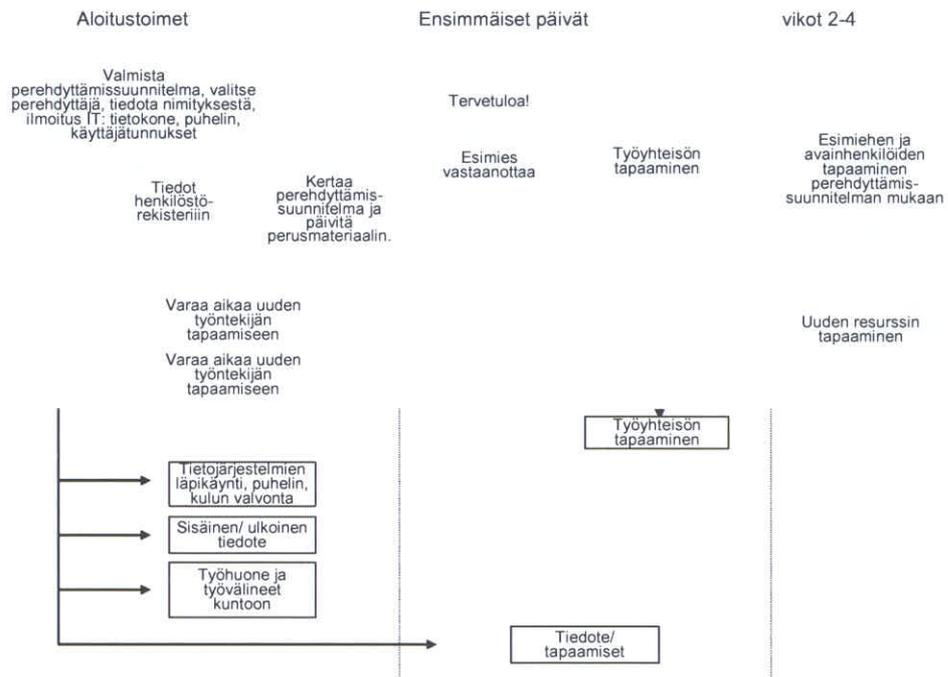 Aloitustoimet
Ensimmäiset päivät
vikot 2-4
Valmista
perehdyttämissuunnitelma, valitse
perehdyttäjä, tiedota nimityksestä,
ilmoitus IT: tietokone, puhelin,
käyttäjätunnukset
Tervetuloa!
Tiedot
henkilöstö-
rekisteriin
Kertaa
perehdyttämis-
suunnitelma ja
päivitä
perusmateriaalin.
Esimies
vastaanottaa
Työyhteisön
tapaaminen
Esimiehen ja
avainhenkilöiden
tapaaminen
perehdyttämis-
suunnitelman mukaan
Varaa aikaa uuden
työntekijän
tapaamiseen
Uuden resurssin
tapaaminen
Varaa aikaa uuden
työntekijän
tapaamiseen
Työyhteisön
tapaaminen
Tietojärjestelmien
läpikäynti, puhelin,
kulun valvonta
Sisäinen/ ulkoinen
tiedote
Työhuone ja
työvälineet
kuntoon
Tiedote/
tapaamiset